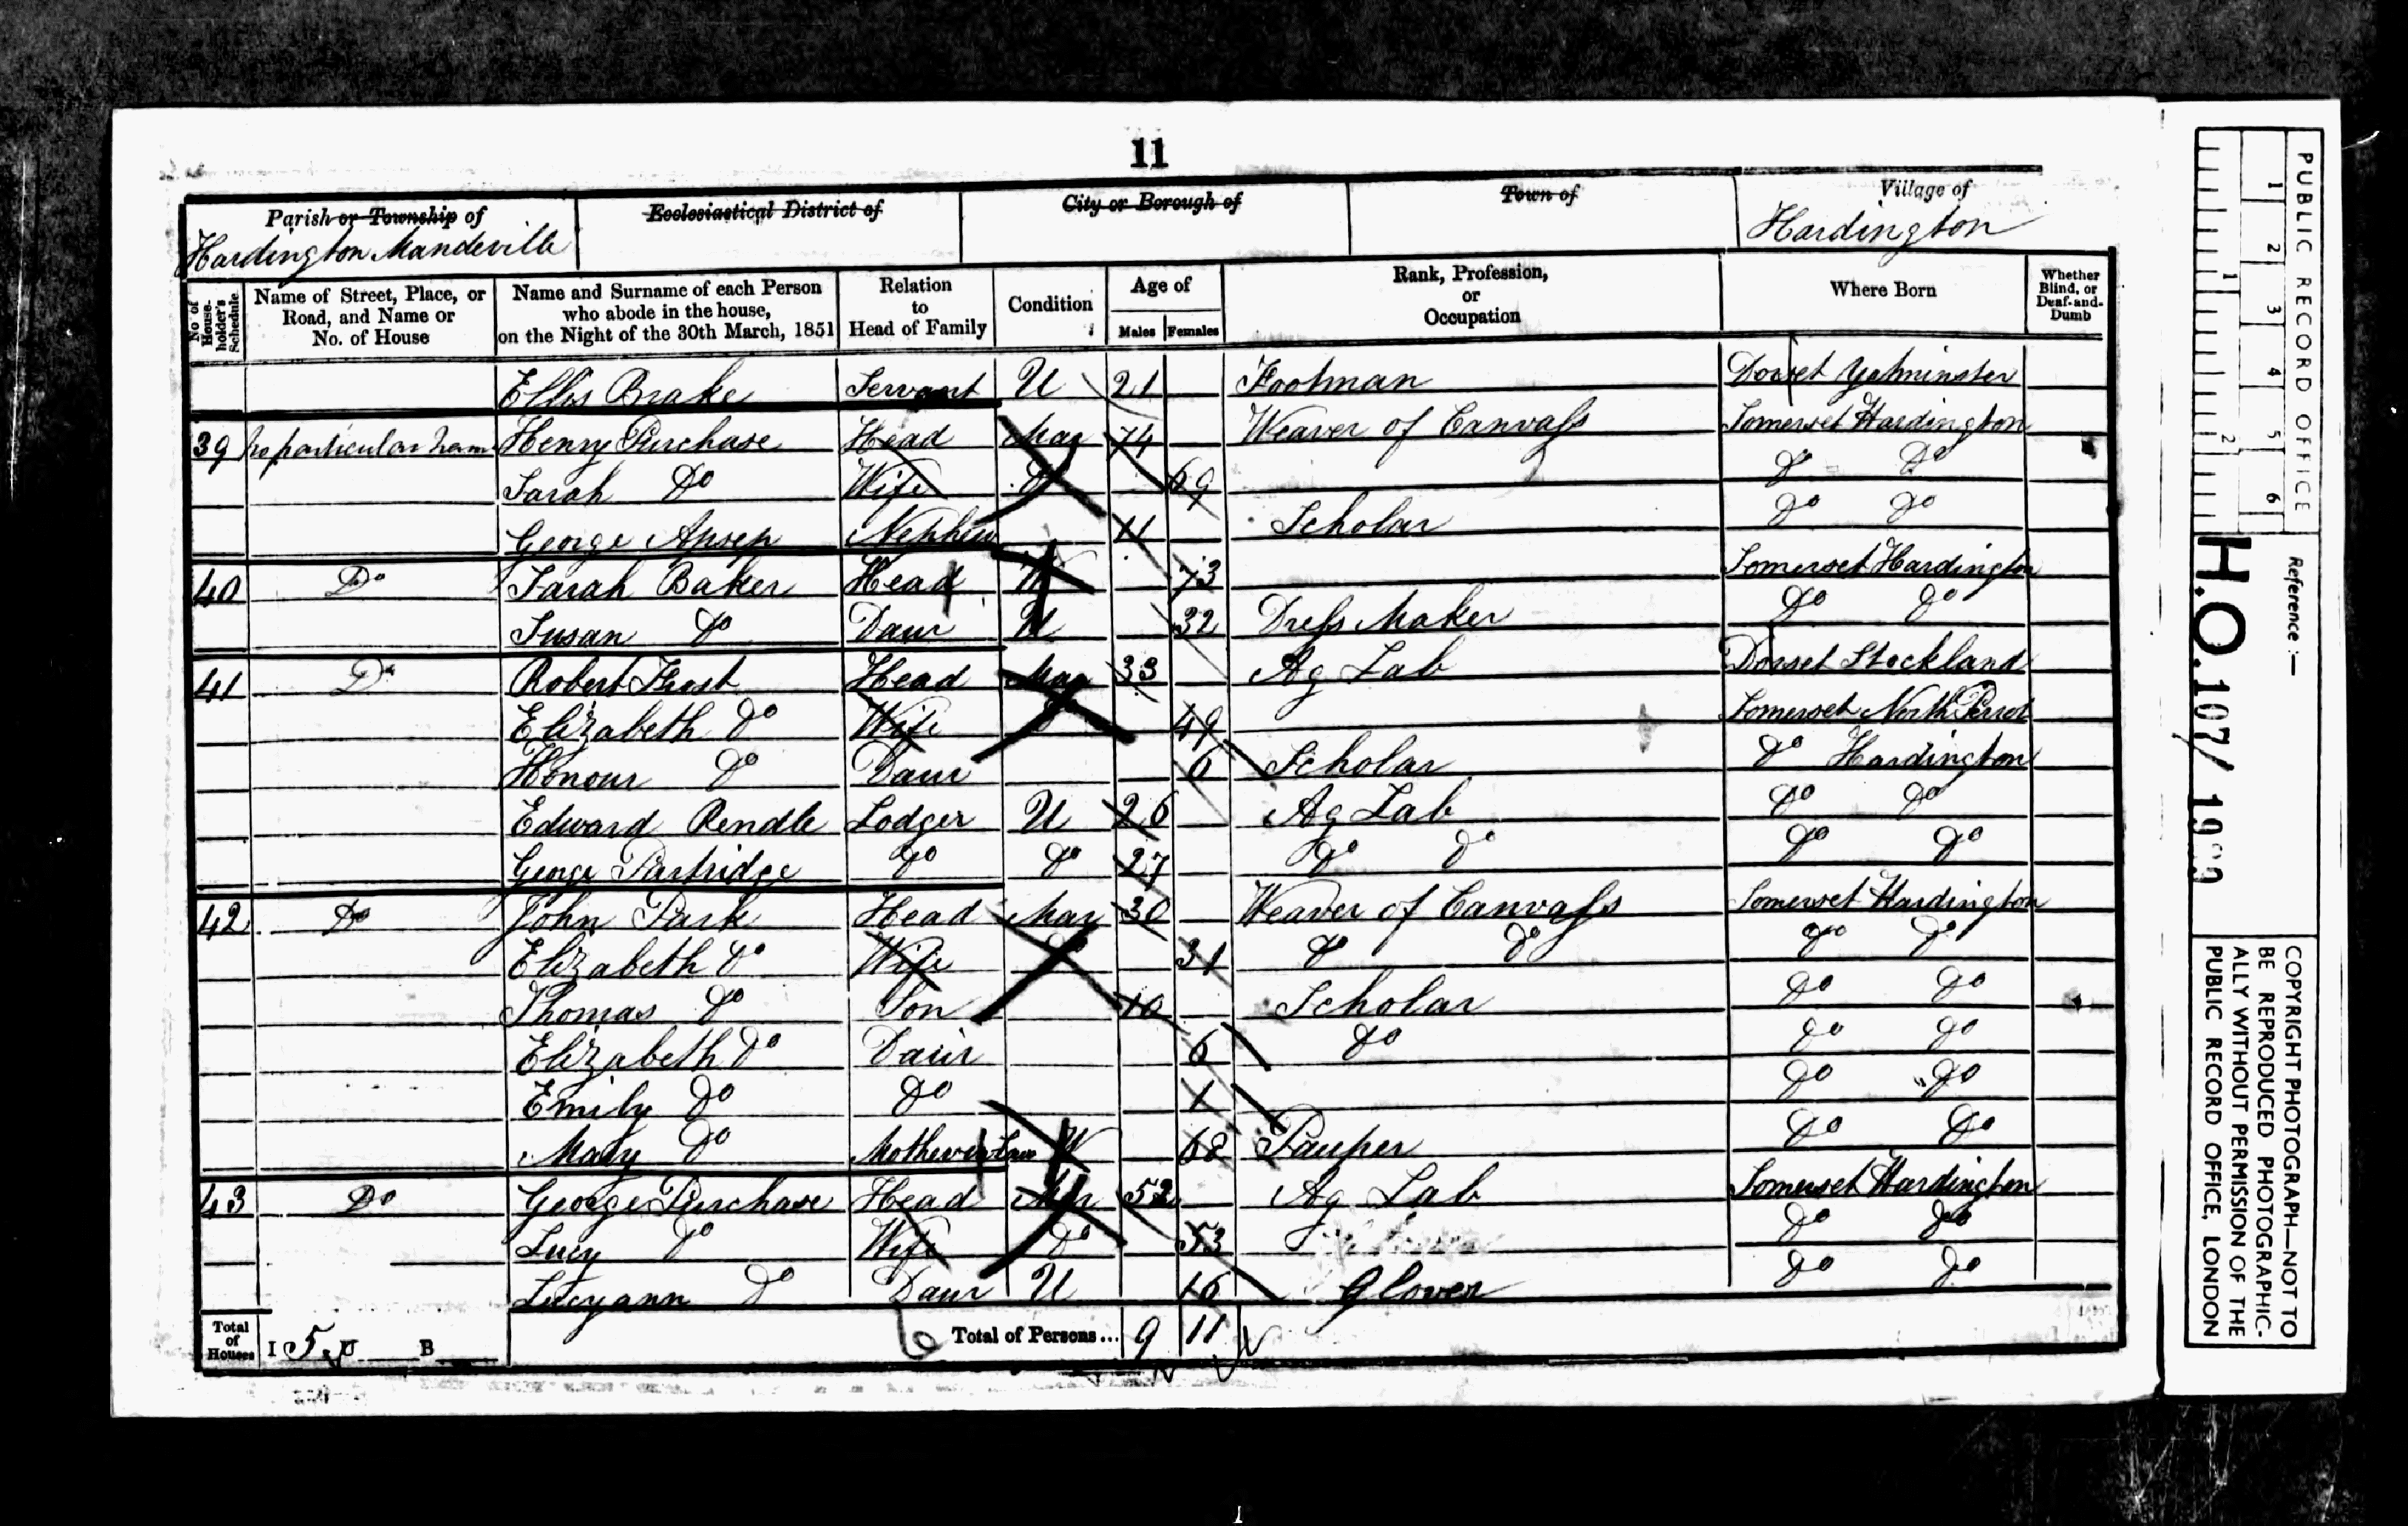 11
Parish or Township of
Hardington Mandeville
Ecclesiastical District of
City or Borough of
Town of
Village of
Hardington
No of House-holder's Schedule
Name of Street, Place, or Road, and Name or No. of House
Name and Surname of each Person who abode in the house, on the Night of the 30th March, 1851
Relation to Head of Family
Condition
Age of
Males Females
Rank, Profession, or Occupation
Where Born
Whether Blind, or Deaf-and-Dumb
Ellis Brake Servant U 21 Footman Dorset Yetminster
39 No particular Name Henry Purchase Head Mar 74 Weaver of Canvass Somerset Hardington
Sarah Do Wife Do 69 Do Do
George Apsey Nephew 11 Scholar Do Do
40 Do Sarah Baker Head W 73 Somerset Hardington
Susan Do Daur U 32 Dress Maker Do Do
41 Do Robert Frost Head Mar 33 Ag Lab Dorset Stockland
Elizabeth Do Wife Do 49 Somerset North Perrot
Honour Do Daur 6 Scholar Do Hardington
Edward Rendle Lodger U 26 Ag Lab Do Do
George Partridge Do Do 27 Do Do Do Do
42 Do John Park Head Mar 30 Weaver of Canvass Somerset Hardington
Elizabeth Do Wife Do 31 Do Do Do Do
Thomas Do Son 10 Scholar Do Do
Elizabeth Do Daur 6 Do Do Do
Emily Do Do 1 Do Do
Mary Do Mother in Law W 68 Pauper Do Do
43 Do George Purchase Head Mar 52 Ag Lab Somerset Hardington
Lucy Do Wife Do 53 Do Do
Lucyann Do Daur U 16 Glover Do Do
Total of Houses I 5 U B
6 Total of Persons... 9 11
PUBLIC RECORD OFFICE
1 2 3 4 5 6
1 2
Reference :-
H.O. 107/
COPYRIGHT PHOTOGRAPH—NOT TO
BE REPRODUCED PHOTOGRAPHIC-
ALLY WITHOUT PERMISSION OF THE
PUBLIC RECORD OFFICE, LONDON